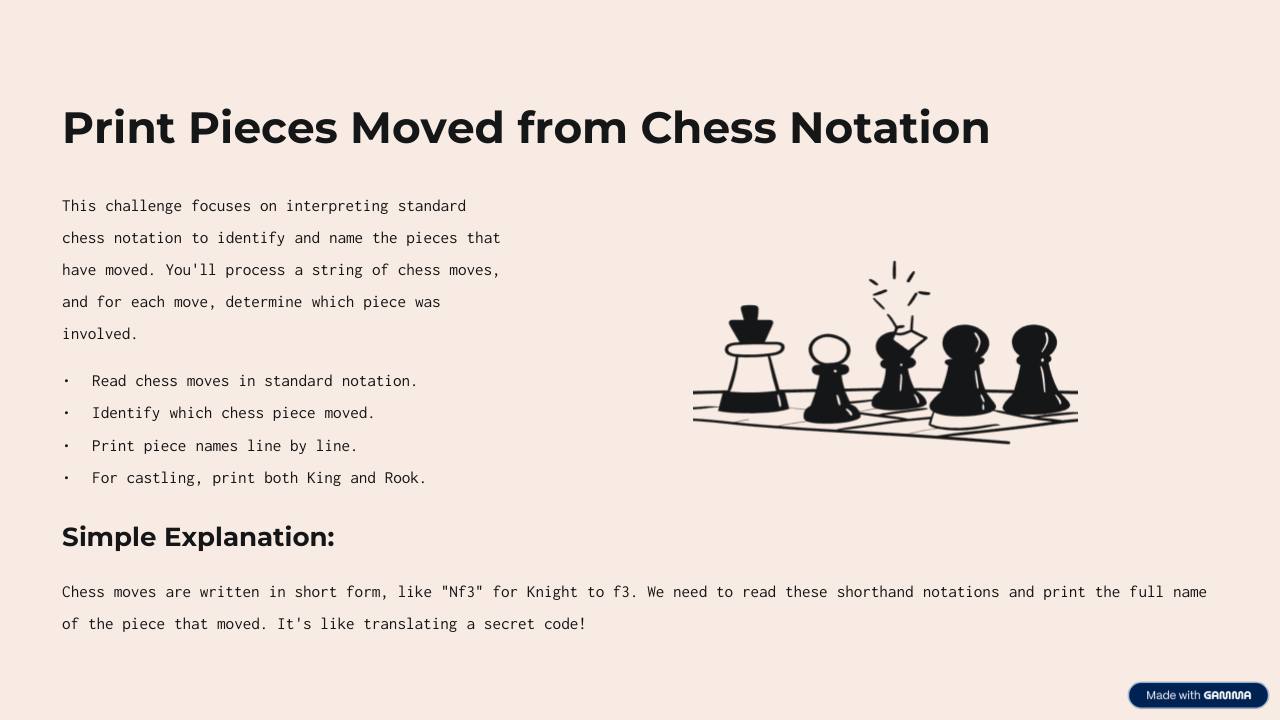 Print Pieces Moved from Chess Notation
This challenge focuses on interpreting standard
chess notation to identify and name the pieces that
have moved. You'll process a string of chess moves,
and for each move, determine which piece was
involved.
• Read chess moves in standard notation.
• Identify which chess piece moved.
• Print piece names line by line.
• For castling, print both King and Rook.
Simple Explanation:
Chess moves are written in short form, like "Nf3" for Knight to f3. We need to read these shorthand notations and print the full name
of the piece that moved. It's like translating a secret code!
Made with GAMMA